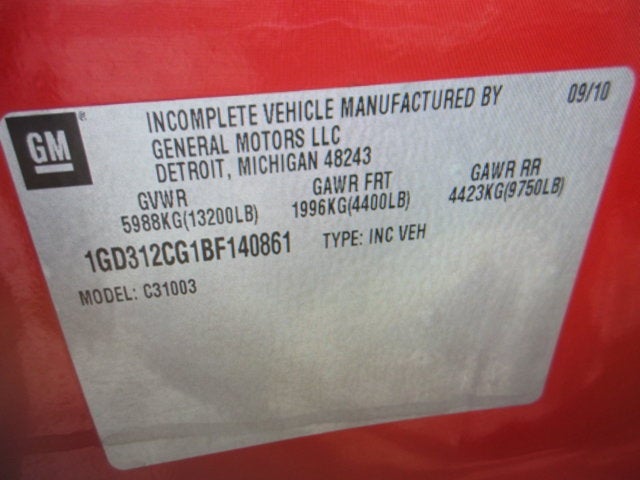 GM®
INCOMPLETE VEHICLE MANUFACTURED BY 09/10
GENERAL MOTORS LLC
DETROIT, MICHIGAN 48243
GVWR GAWR FRT GAWR RR
5988KG(13200LB) 1996KG(4400LB) 4423KG(9750LB)
1GD312CG1BF140861 TYPE: INC VEH
MODEL: C31003